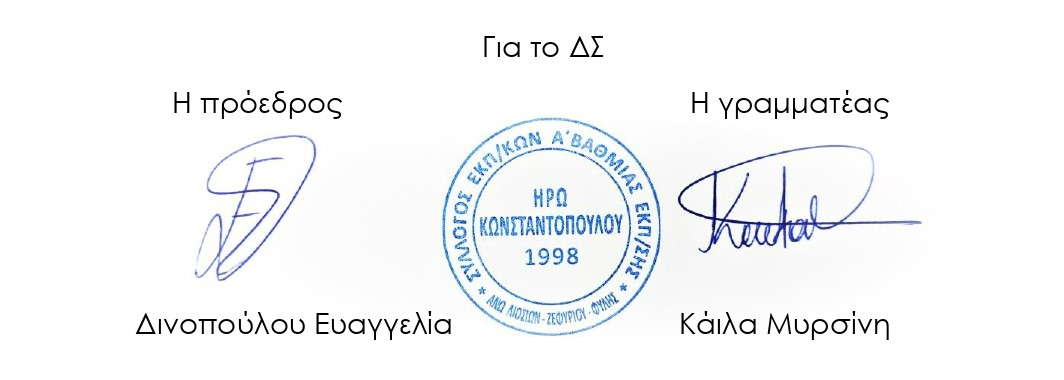 Για το ΔΣ
Η πρόεδρος
Η γραμματέας
ΣΥΛΛΟΓΟΣ ΕΚΠ/ΚΩΝ Α΄ΒΑΘΜΙΑΣ ΕΚΠ/ΣΗΣ
ΗΡΩ
ΚΩΝΣΤΑΝΤΟΠΟΥΛΟΥ
1998
* ΑΝΩ ΛΙΟΣΙΩΝ - ΖΕΦΥΡΙΟΥ - ΦΥΛΗΣ *
Δινοπούλου Ευαγγελία
Κάιλα Μυρσίνη